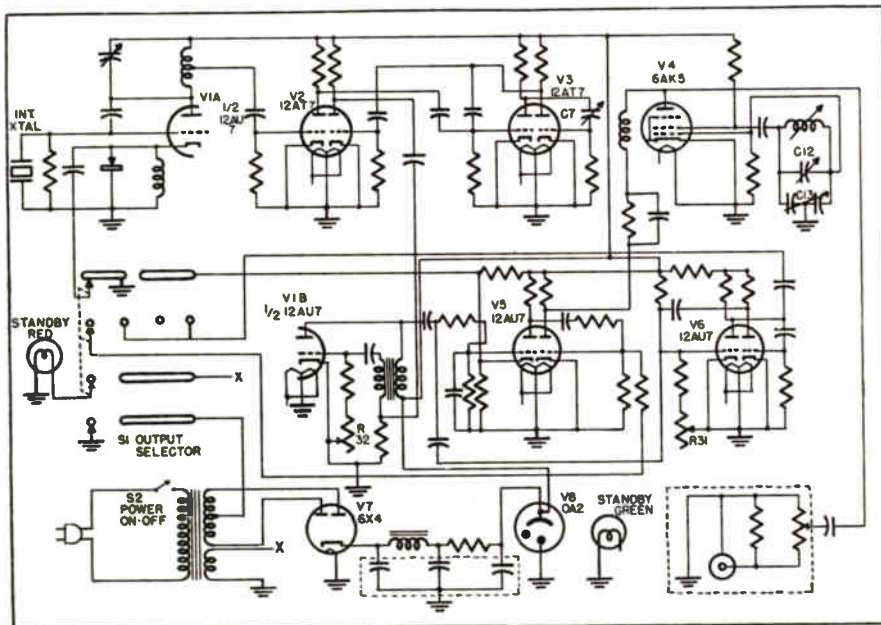 V1A
1/2
12AU
7
V2
12AT7
V3
12AT7
C7
V4
6AK5
INT.
XTAL
C12
C13
STANDBY
RED
V1B
1/2 12AU7
V5
12AU7
V6
12AU7
X
R
32
R31
S1 OUTPUT
SELECTOR
S2
POWER
ON-OFF
V7
6X4
V8
OA2
STANDBY
GREEN
X